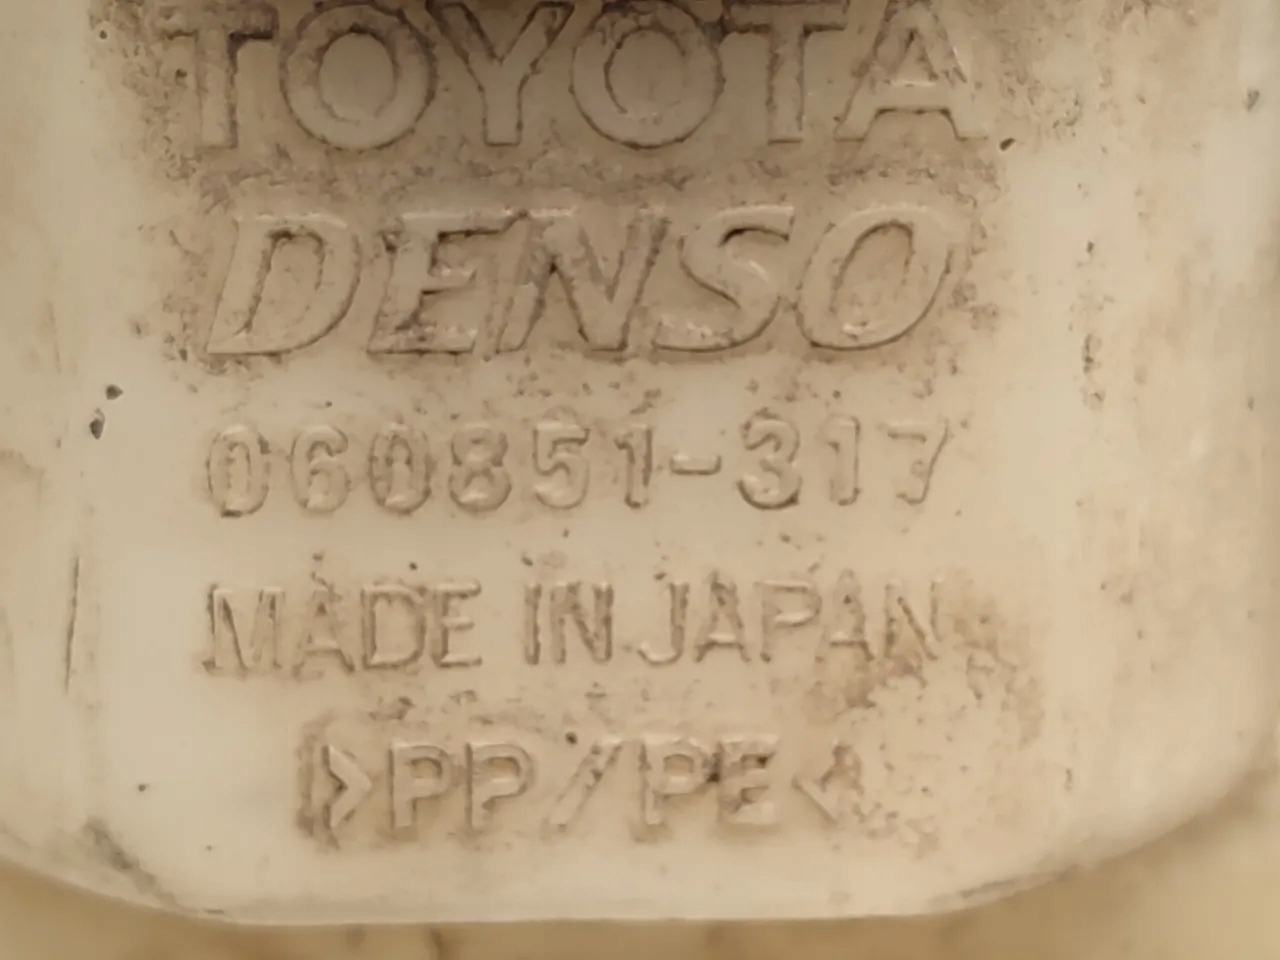 TOYOTA
DENSO
060851-317
MADE IN JAPAN
>PP/PE<